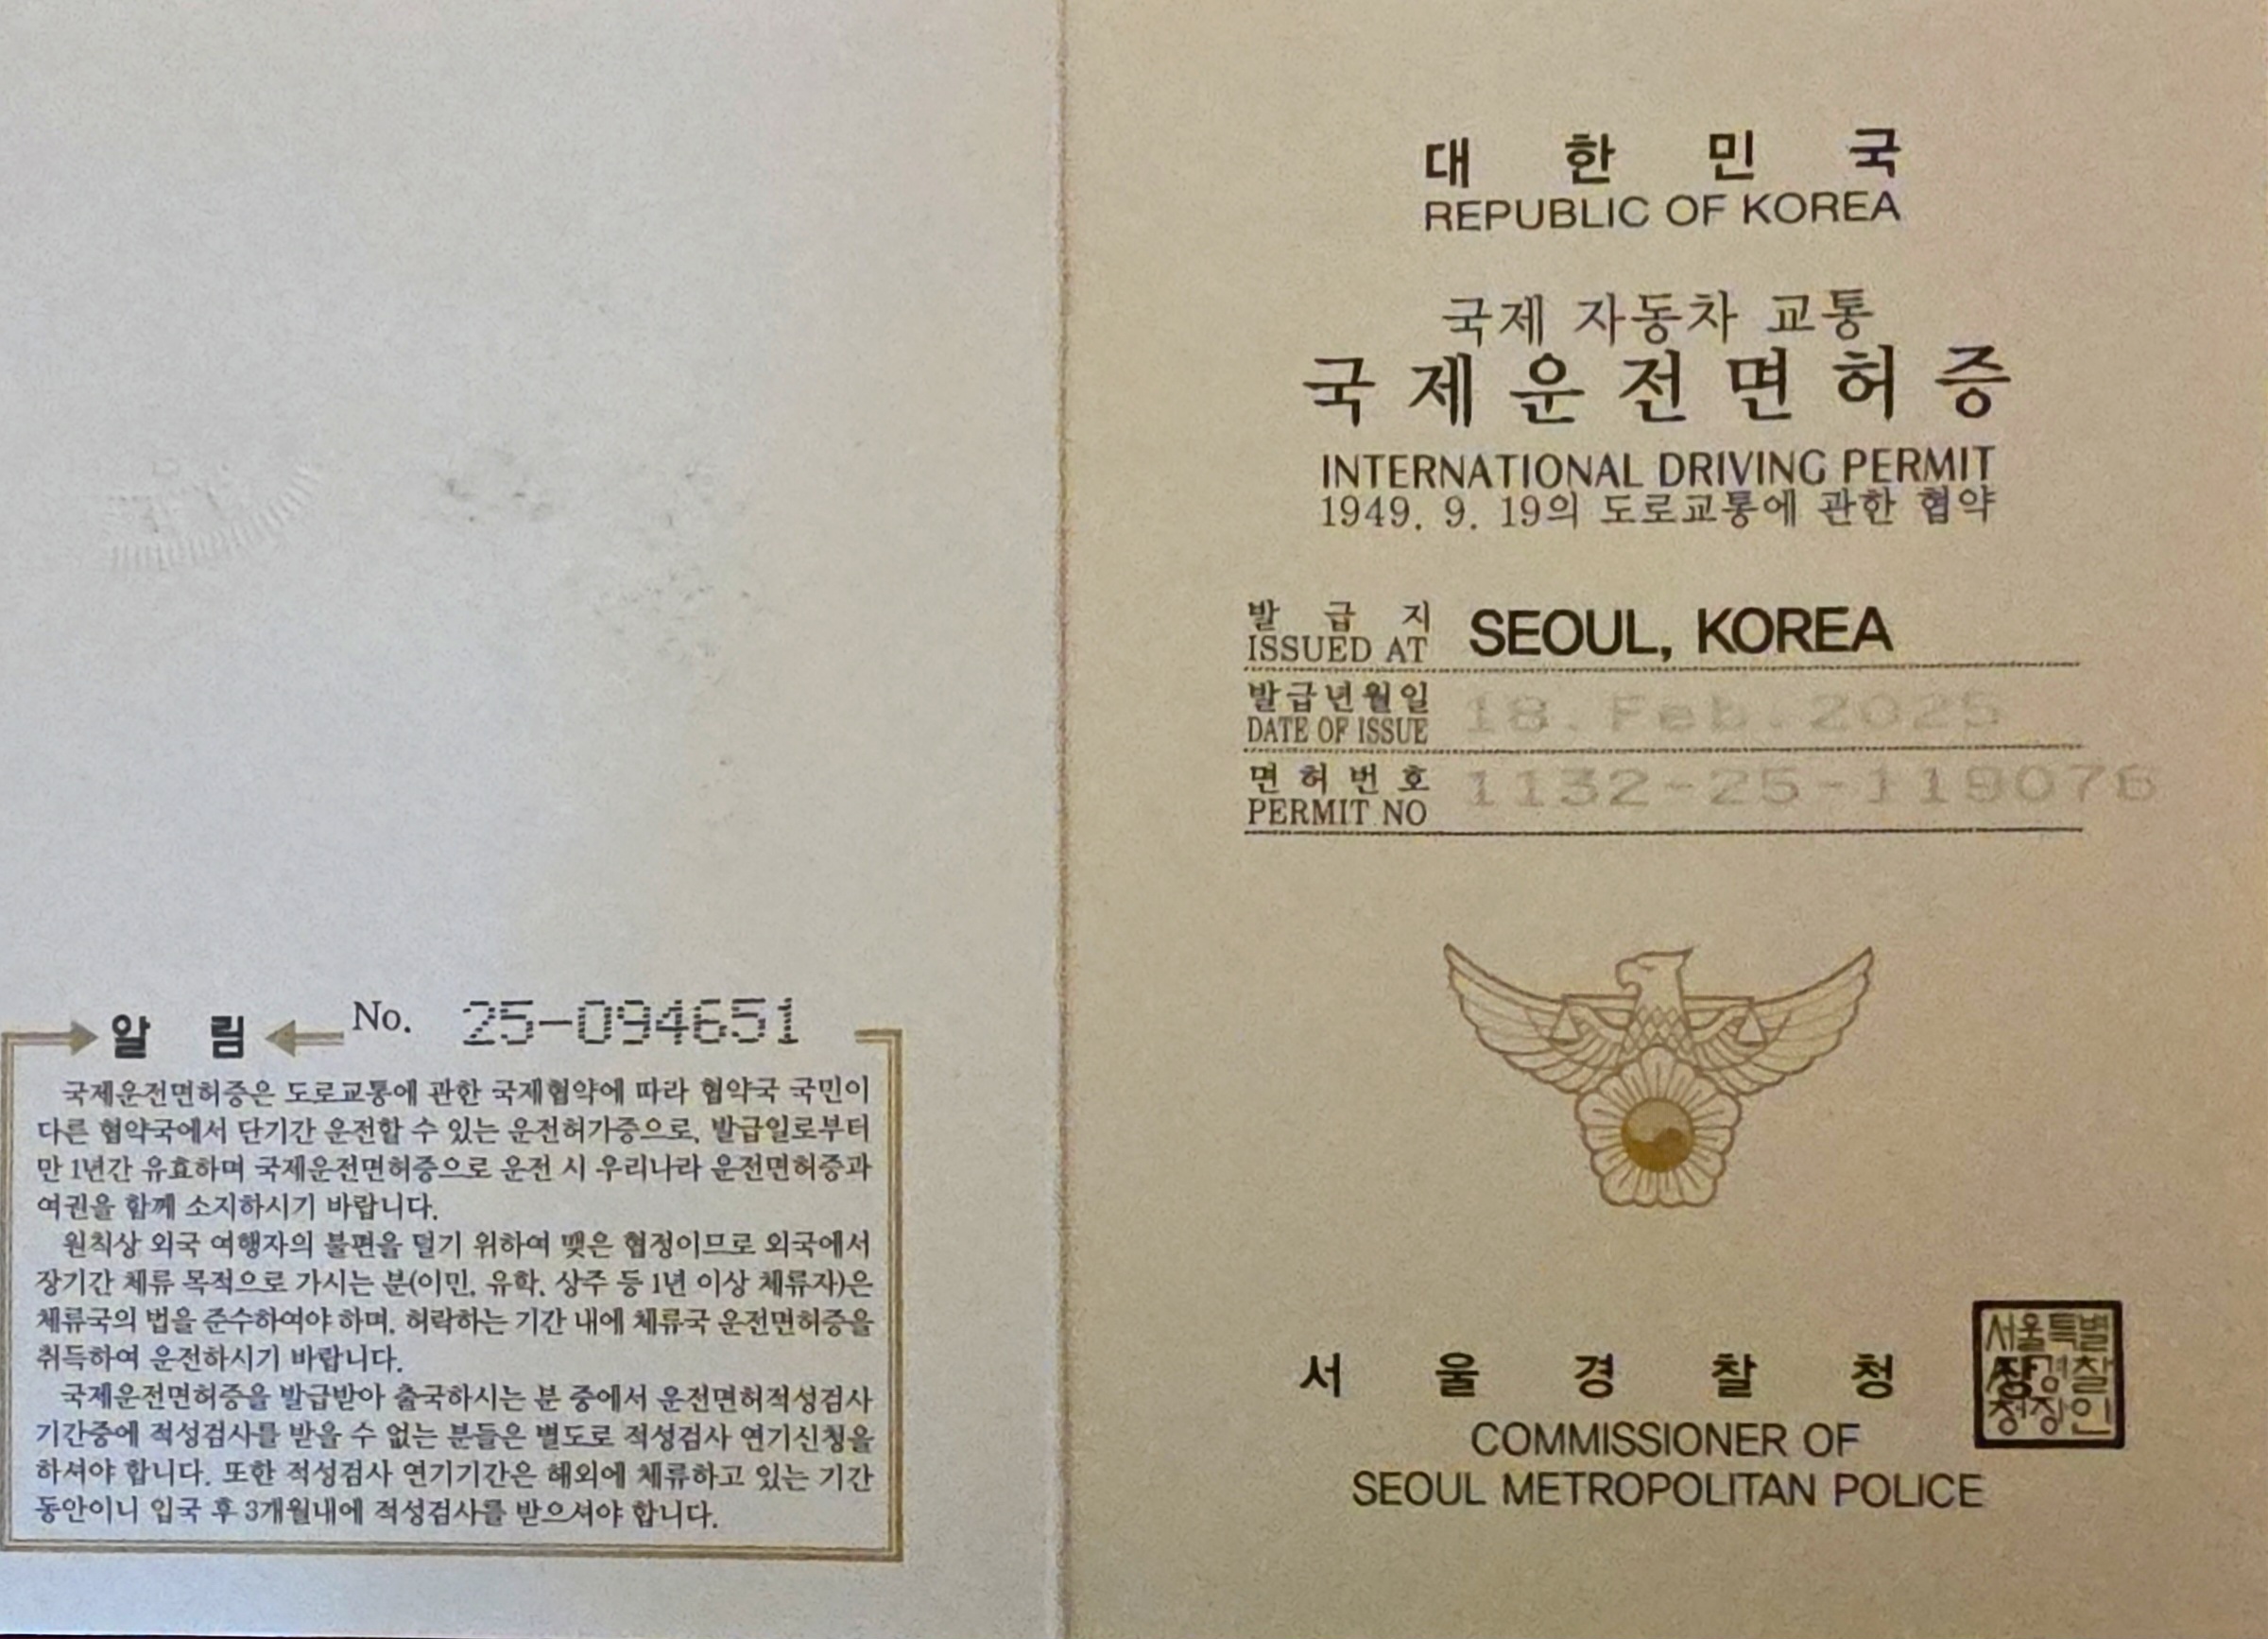 알 림 No. 25-094651
국제운전면허증은 도로교통에 관한 국제협약에 따라 협약국 국민이
다른 협약국에서 단기간 운전할 수 있는 운전허가증으로, 발급일로부터
만 1년간 유효하며 국제운전면허증으로 운전 시 우리나라 운전면허증과
여권을 함께 소지하시기 바랍니다.
원칙상 외국 여행자의 불편을 덜기 위하여 맺은 협정이므로 외국에서
장기간 체류 목적으로 가시는 분(이민, 유학, 상주 등 1년 이상 체류자)은
체류국의 법을 준수하여야 하며, 허락하는 기간 내에 체류국 운전면허증을
취득하여 운전하시기 바랍니다.
국제운전면허증을 발급받아 출국하시는 분 중에서 운전면허적성검사
기간중에 적성검사를 받을 수 없는 분들은 별도로 적성검사 연기신청을
하셔야 합니다. 또한 적성검사 연기기간은 해외에 체류하고 있는 기간
동안이니 입국 후 3개월내에 적성검사를 받으셔야 합니다.
대 한 민 국
REPUBLIC OF KOREA
국제 자동차 교통
국제운전면허증
INTERNATIONAL DRIVING PERMIT
1949. 9. 19의 도로교통에 관한 협약
발 급 지
ISSUED AT SEOUL, KOREA
발급년월일
DATE OF ISSUE 18.Feb.2025
면 허 번 호
PERMIT NO
서 울 경 찰 청
COMMISSIONER OF
SEOUL METROPOLITAN POLICE
서울특별
청장인